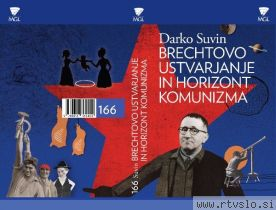 MGL
MGL
Darko Suvin
BRECHTOVO
USTVARJANJE
IN HORIZONT
KOMUNIZMA
166
166 Suvin BRECHTOVO USTVARJANJE
IN HORIZONT KOMUNIZMA
www.rtvslo.si